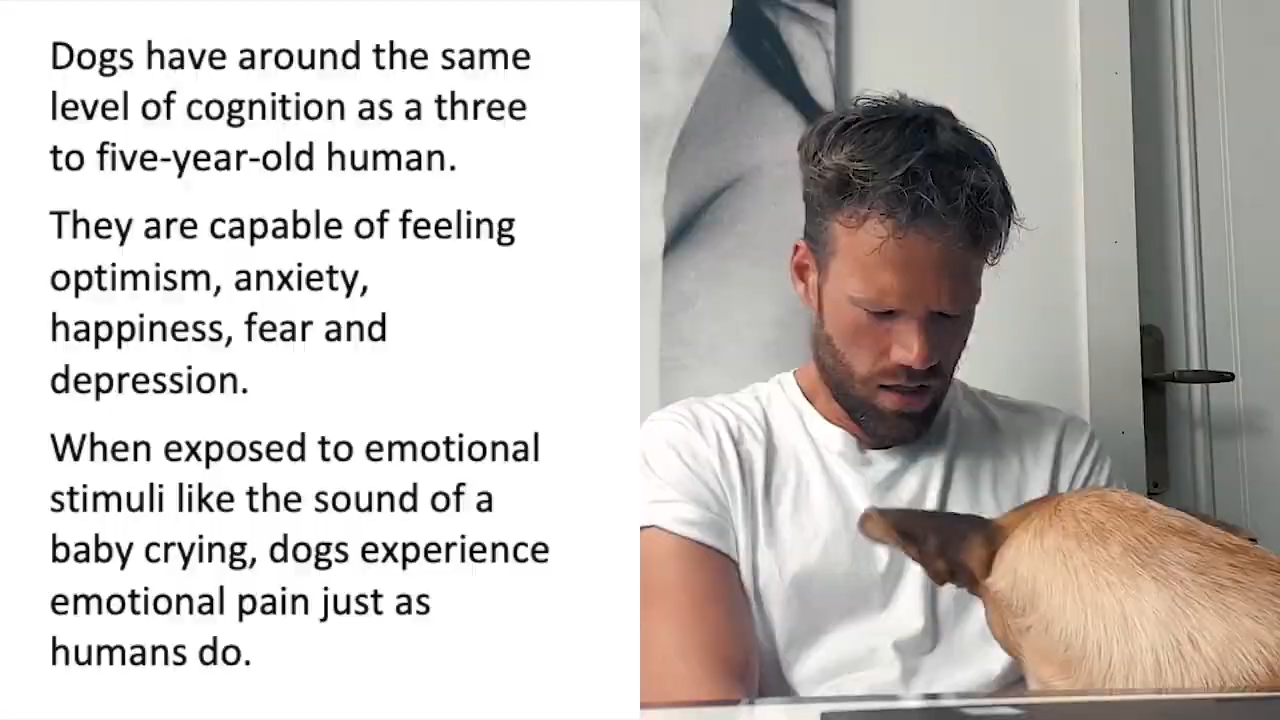 Dogs have around the same
level of cognition as a three
to five-year-old human.
They are capable of feeling
optimism, anxiety,
happiness, fear and
depression.
When exposed to emotional
stimuli like the sound of a
baby crying, dogs experience
emotional pain just as
humans do.